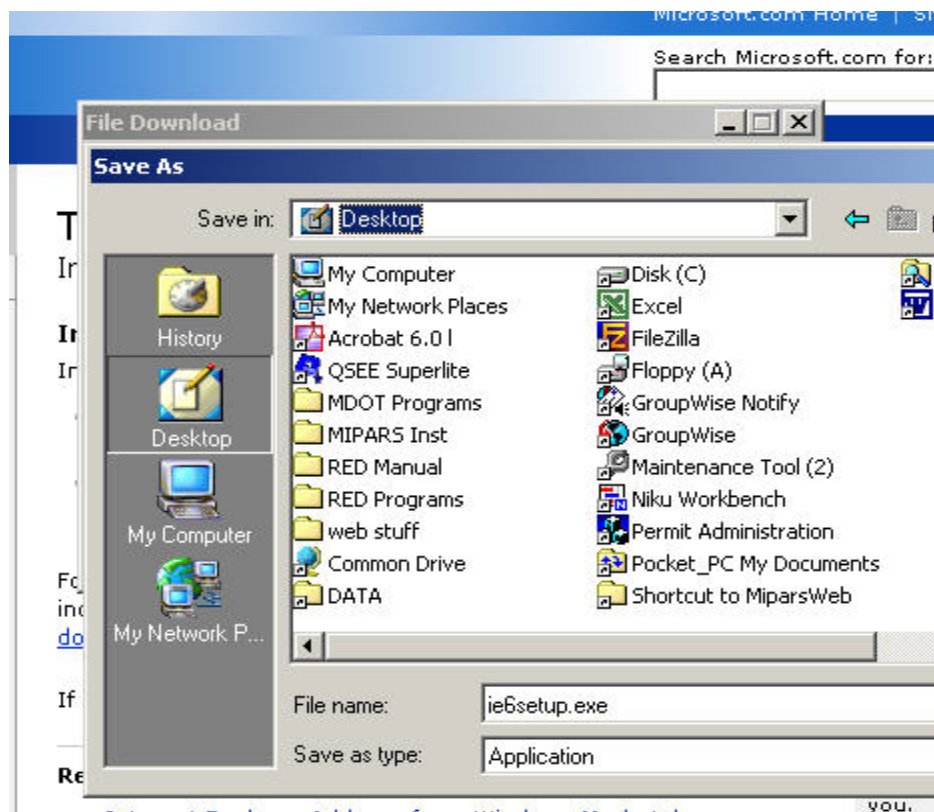 Microsoft.com Home |
Search Microsoft.com for:
File Download
Save As
Save in: Desktop
My Computer Disk (C)
My Network Places Excel
History Acrobat 6.0 l FileZilla
QSEE Superlite Floppy (A)
MDOT Programs GroupWise Notify
Desktop MIPARS Inst GroupWise
RED Manual Maintenance Tool (2)
RED Programs Niku Workbench
My Computer web stuff Permit Administration
Common Drive Pocket_PC My Documents
DATA Shortcut to MiparsWeb
My Network P...
do
If File name: ie6setup.exe
Save as type: Application
you.